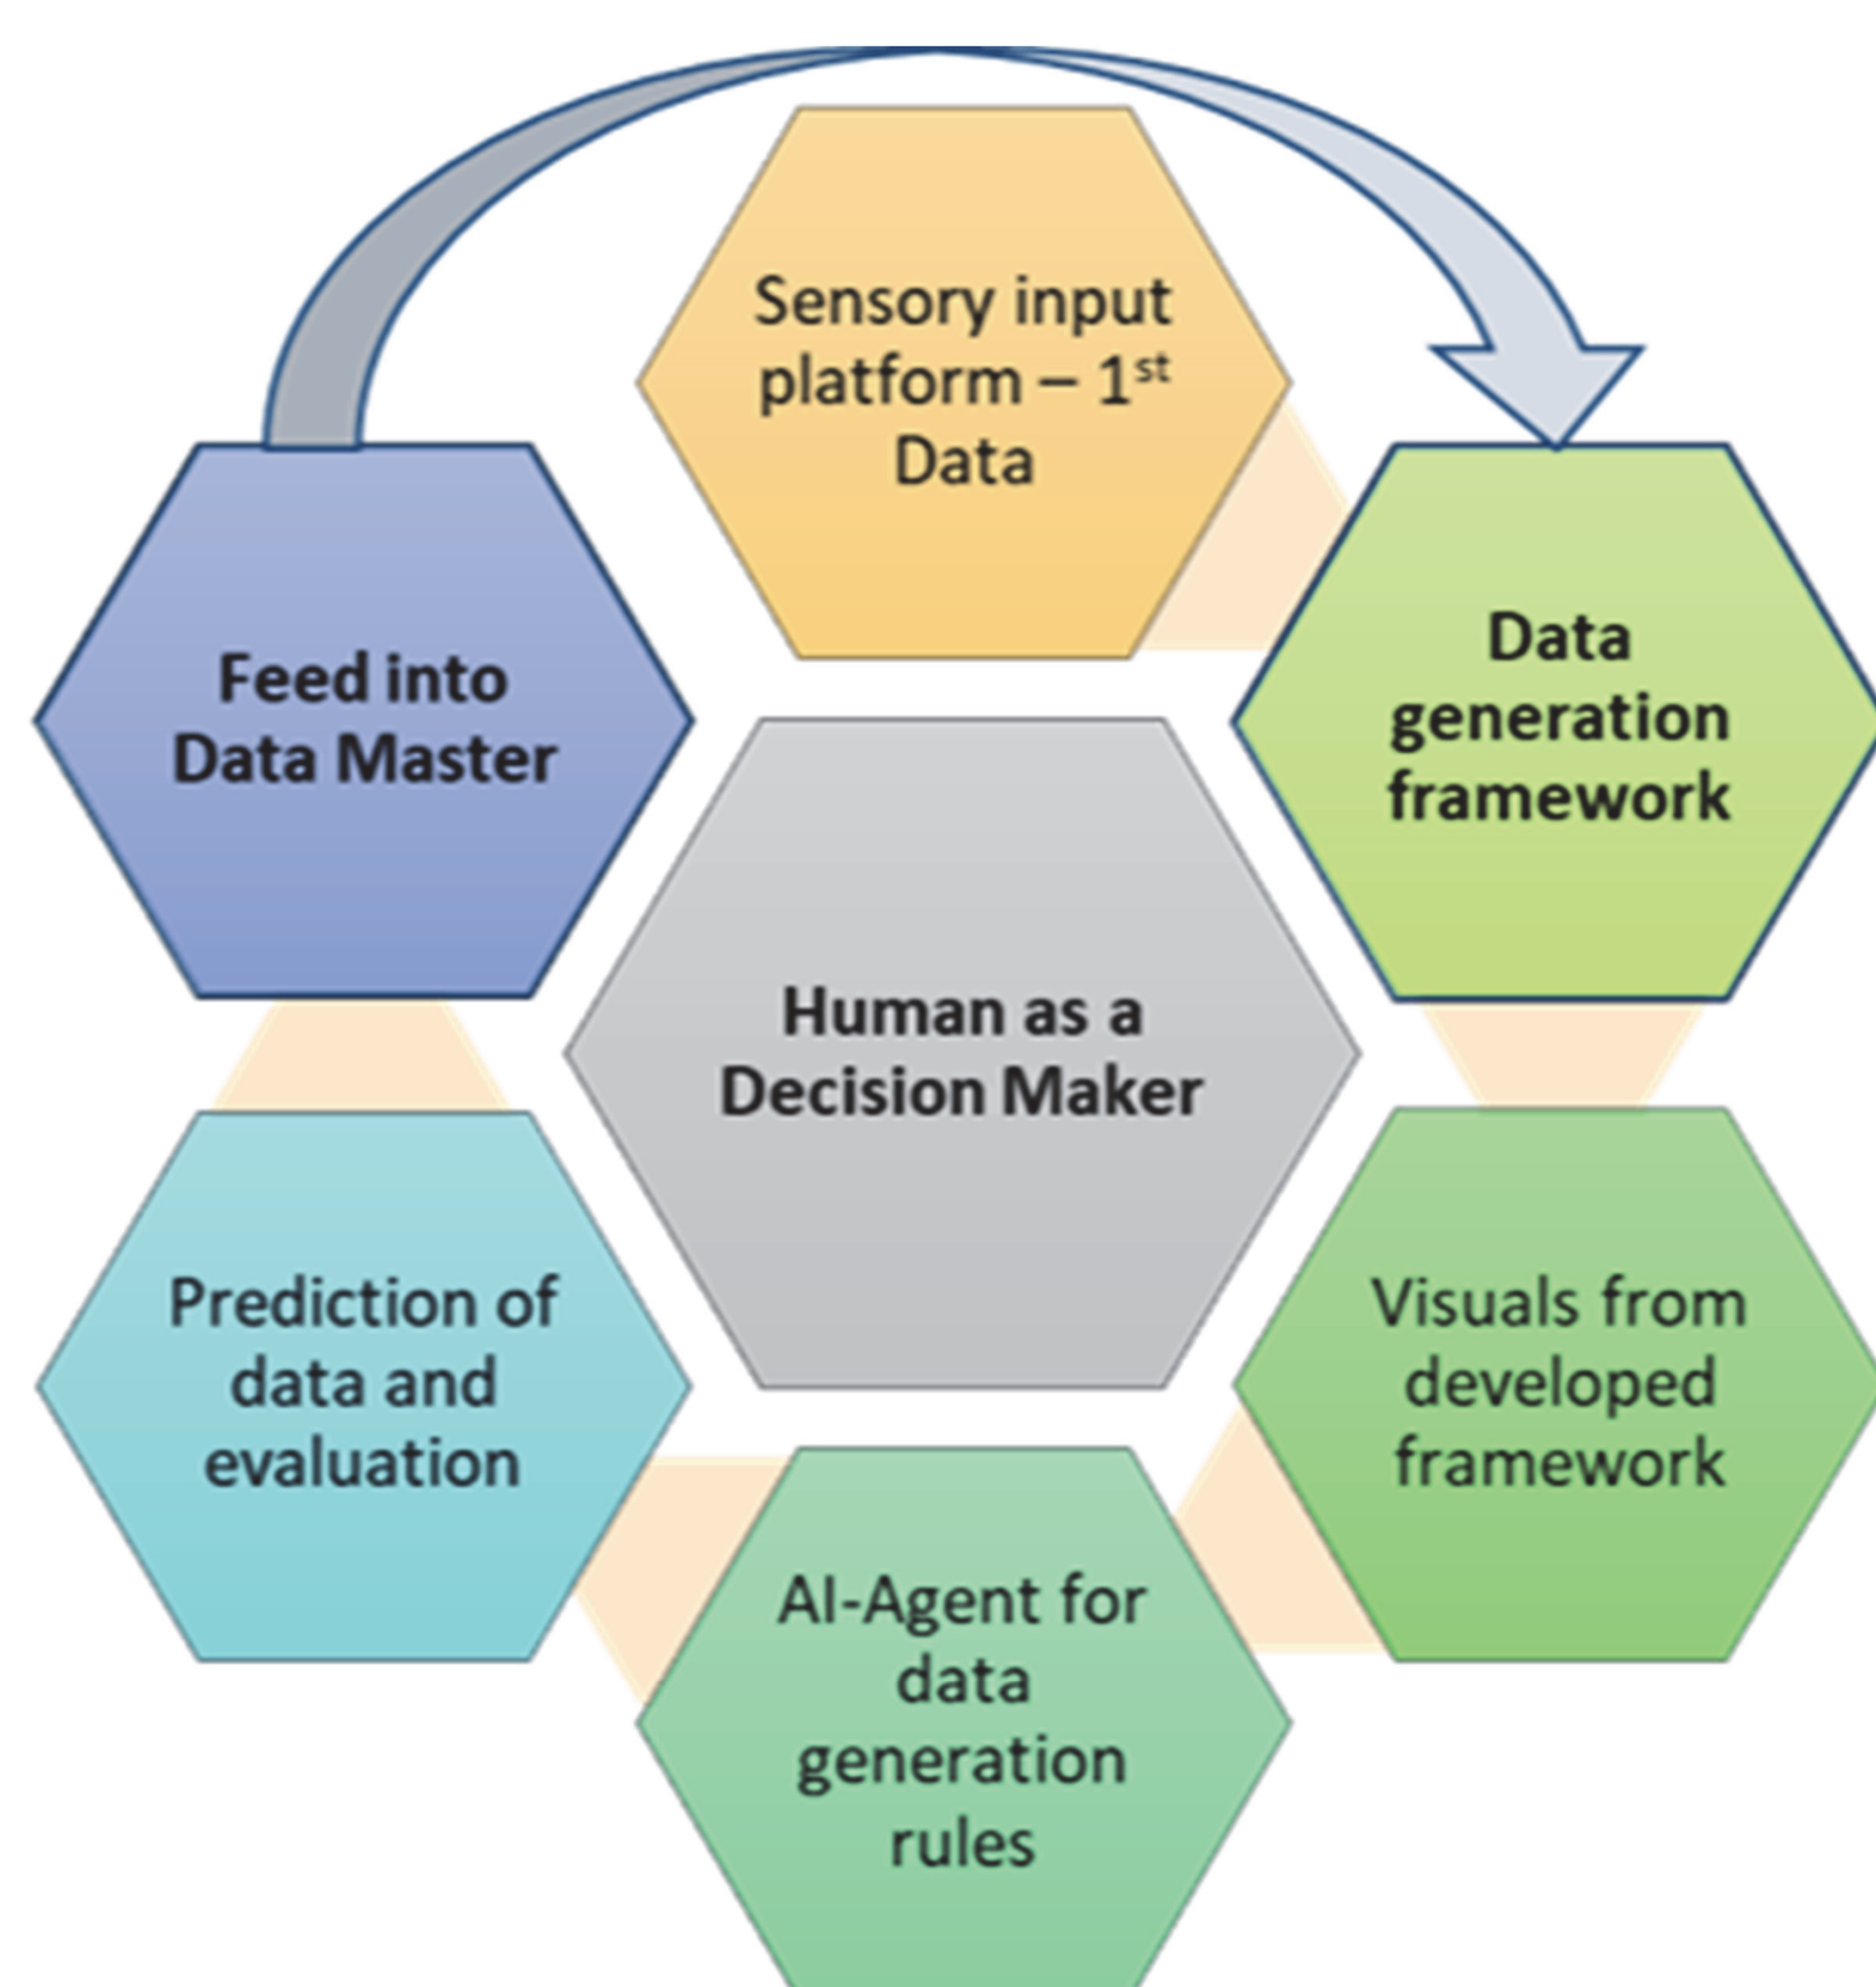 Sensory input
platform – 1st
Data
Feed into
Data Master
Data
generation
framework
Human as a
Decision Maker
Prediction of
data and
evaluation
Visuals from
developed
framework
AI-Agent for
data
generation
rules